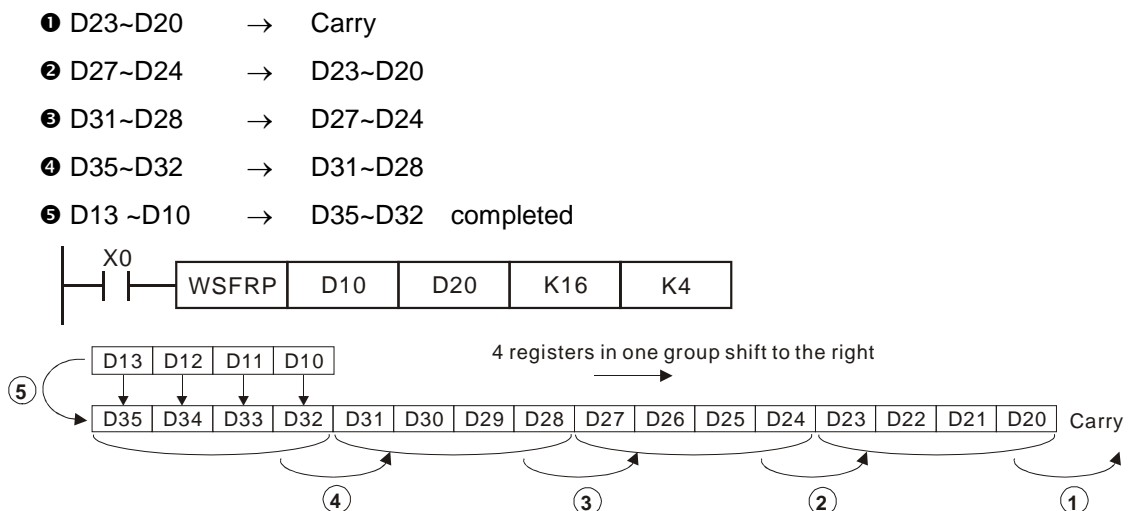 ❶ D23~D20 → Carry
❷ D27~D24 → D23~D20
❸ D31~D28 → D27~D24
❹ D35~D32 → D31~D28
❺ D13 ~D10 → D35~D32 completed
X0
WSFRP D10 D20 K16 K4
D13 D12 D11 D10 4 registers in one group shift to the right
5
D35 D34 D33 D32 D31 D30 D29 D28 D27 D26 D25 D24 D23 D22 D21 D20 Carry
4 3 2 1